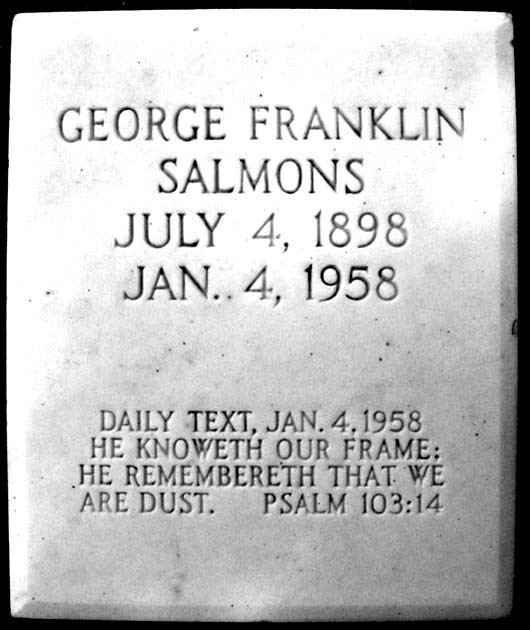 GEORGE FRANKLIN
SALMONS
JULY 4, 1898
JAN. 4, 1958
DAILY TEXT, JAN. 4, 1958
HE KNOWETH OUR FRAME;
HE REMEMBERETH THAT WE
ARE DUST. PSALM 103:14